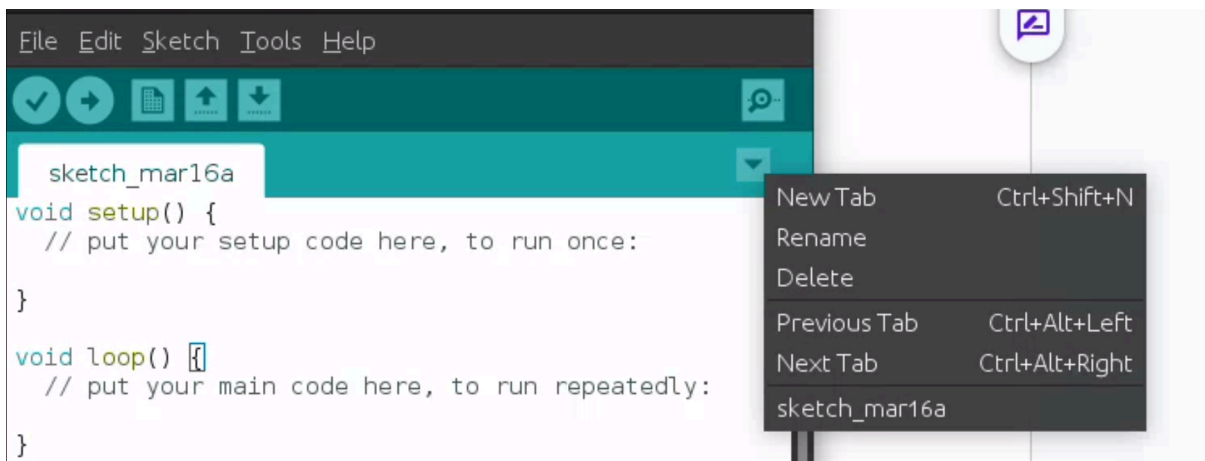 File Edit Sketch Tools Help
sketch_mar16a
void setup() {
  // put your setup code here, to run once:
}
void loop() {
  // put your main code here, to run repeatedly:
}
New Tab Ctrl+Shift+N
Rename
Delete
Previous Tab Ctrl+Alt+Left
Next Tab Ctrl+Alt+Right
sketch_mar16a